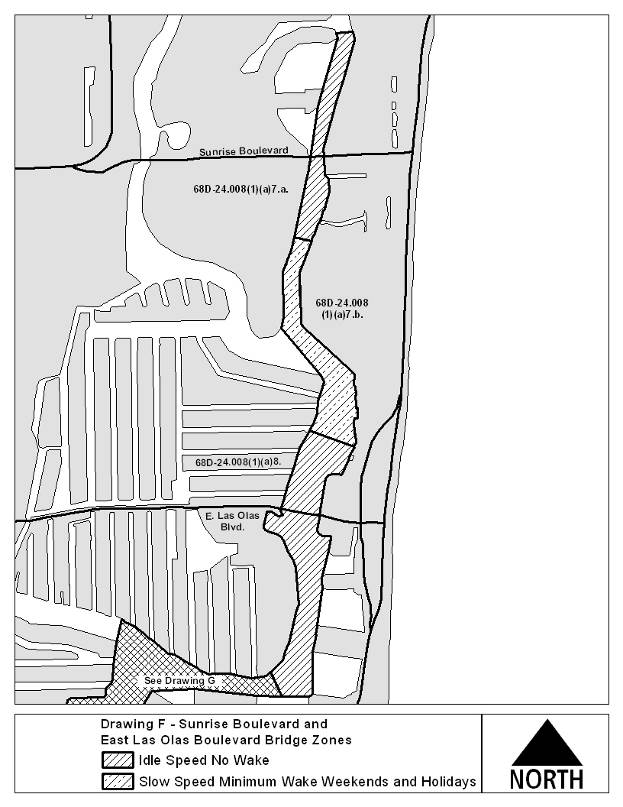 Sunrise Boulevard
68D-24.008(1)(a)7.a.
68D-24.008
(1)(a)7.b.
68D-24.008(1)(a)8.
E. Las Olas
Blvd.
See Drawing G
Drawing F - Sunrise Boulevard and
East Las Olas Boulevard Bridge Zones
Idle Speed No Wake
Slow Speed Minimum Wake Weekends and Holidays
NORTH